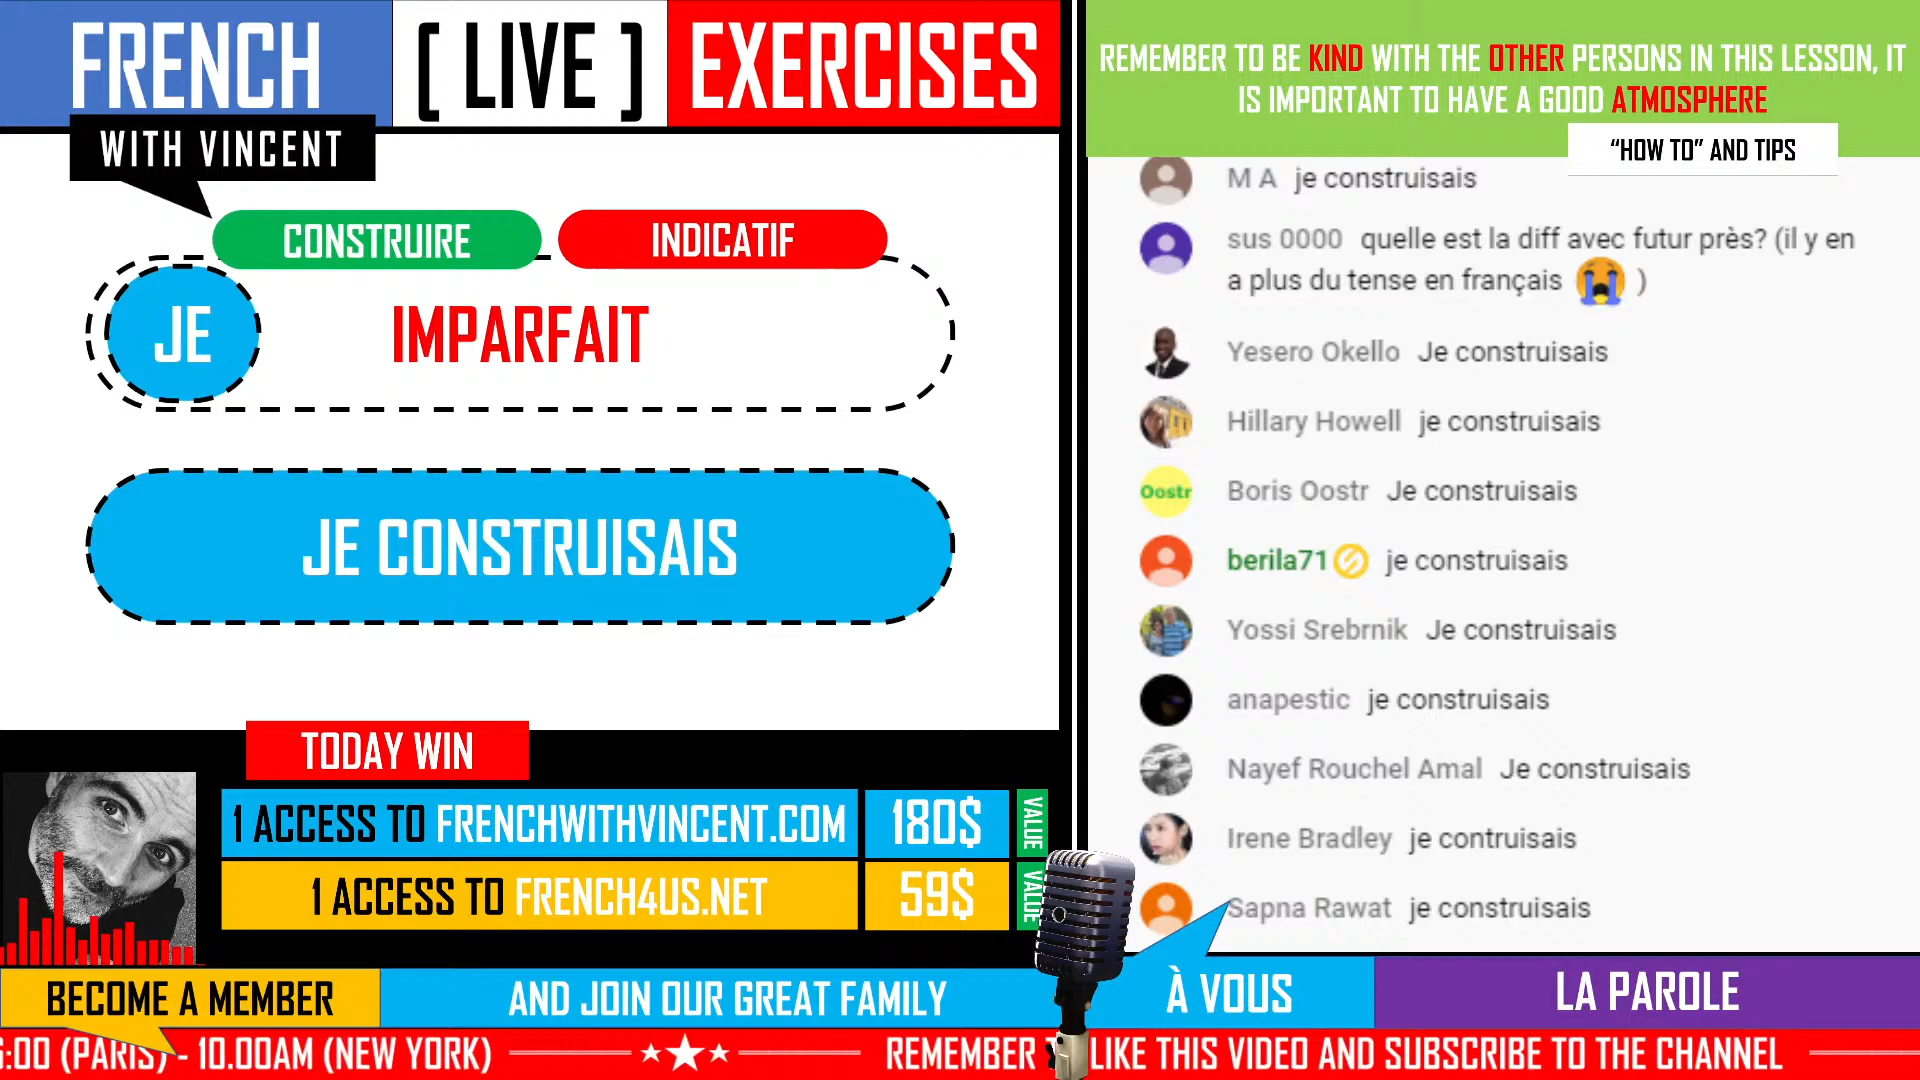 FRENCH [ LIVE ] EXERCISES
WITH VINCENT
CONSTRUIRE INDICATIF
JE IMPARFAIT
JE CONSTRUISAIS
TODAY WIN
1 ACCESS TO FRENCHWITHVINCENT.COM 180$ VALUE
1 ACCESS TO FRENCH4US.NET 59$ VALUE
BECOME A MEMBER AND JOIN OUR GREAT FAMILY
REMEMBER TO BE KIND WITH THE OTHER PERSONS IN THIS LESSON, IT
IS IMPORTANT TO HAVE A GOOD ATMOSPHERE
“HOW TO” AND TIPS
M A je construisais
sus 0000 quelle est la diff avec futur près? (il y en
a plus du tense en français 😭 )
Yesero Okello Je construisais
Hillary Howell je construisais
Oostr Boris Oostr Je construisais
berila71 je construisais
Yossi Srebrnik Je construisais
anapestic je construisais
Nayef Rouchel Amal Je construisais
Irene Bradley je contruisais
Sapna Rawat je construisais
À VOUS LA PAROLE
:00 (PARIS) - 10.00AM (NEW YORK) REMEMBER LIKE THIS VIDEO AND SUBSCRIBE TO THE CHANNEL